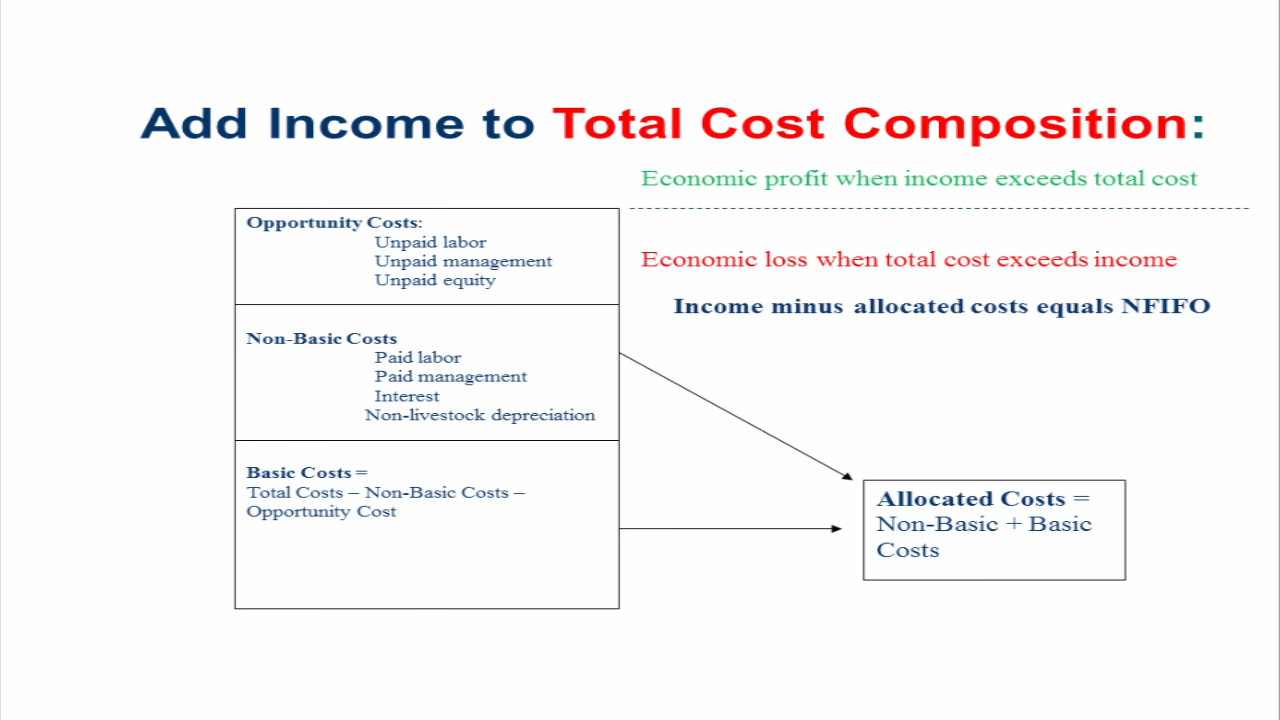 Add Income to Total Cost Composition:
Economic profit when income exceeds total cost
Opportunity Costs:
Unpaid labor
Unpaid management
Unpaid equity
Economic loss when total cost exceeds income
Income minus allocated costs equals NFIFO
Non-Basic Costs
Paid labor
Paid management
Interest
Non-livestock depreciation
Basic Costs =
Total Costs – Non-Basic Costs –
Opportunity Cost
Allocated Costs =
Non-Basic + Basic
Costs